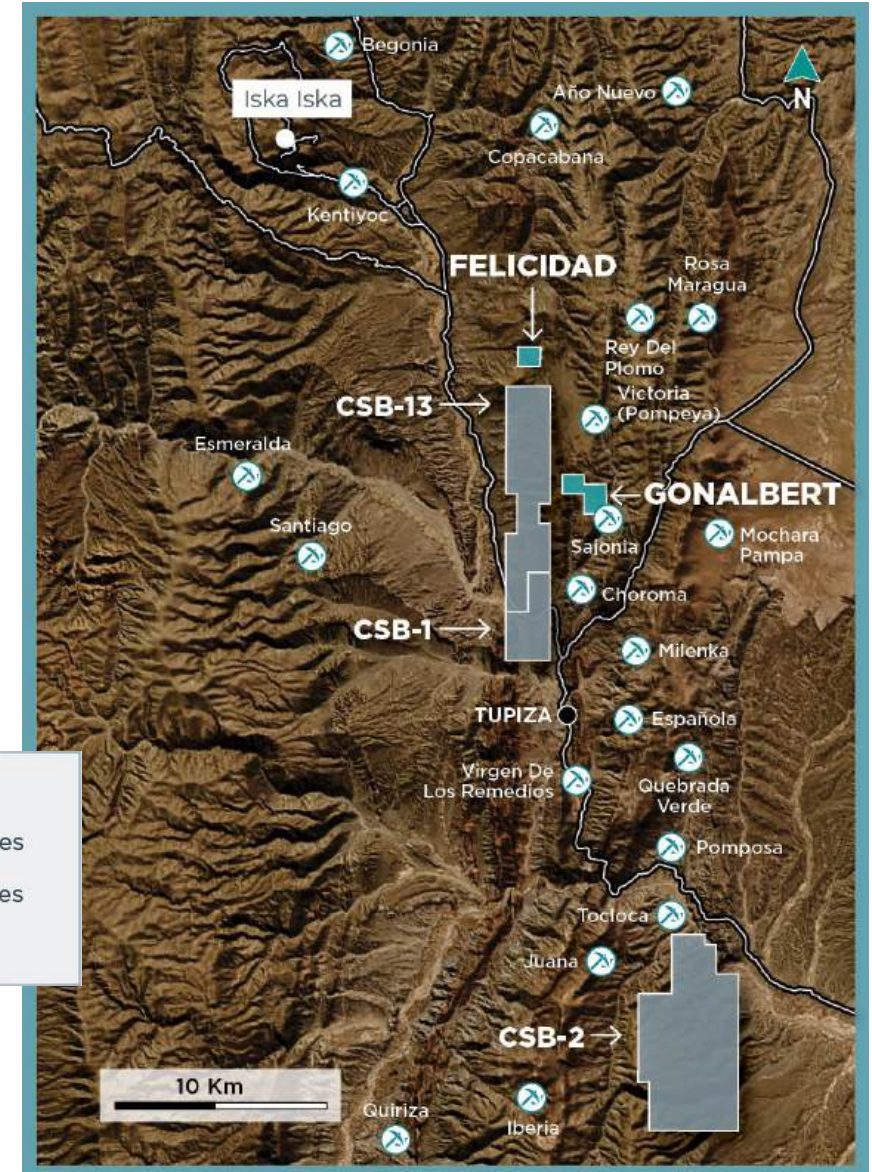 Begonia
Iska Iska
Año Nuevo
N
Copacabana
Kentiyoc
FELICIDAD
Rosa
Maragua
Rey Del
Plomo
CSB-13
Victoria
(Pompeya)
Esmeralda
GONALBERT
Santiago
Sajonia
Mochara
Pampa
Choroma
CSB-1
Milenka
TUPIZA
Española
Virgen De
Los Remedios
Quebrada
Verde
es
Pomposa
es
Tocloca
Juana
CSB-2
10 Km
Quiriza
Iberia